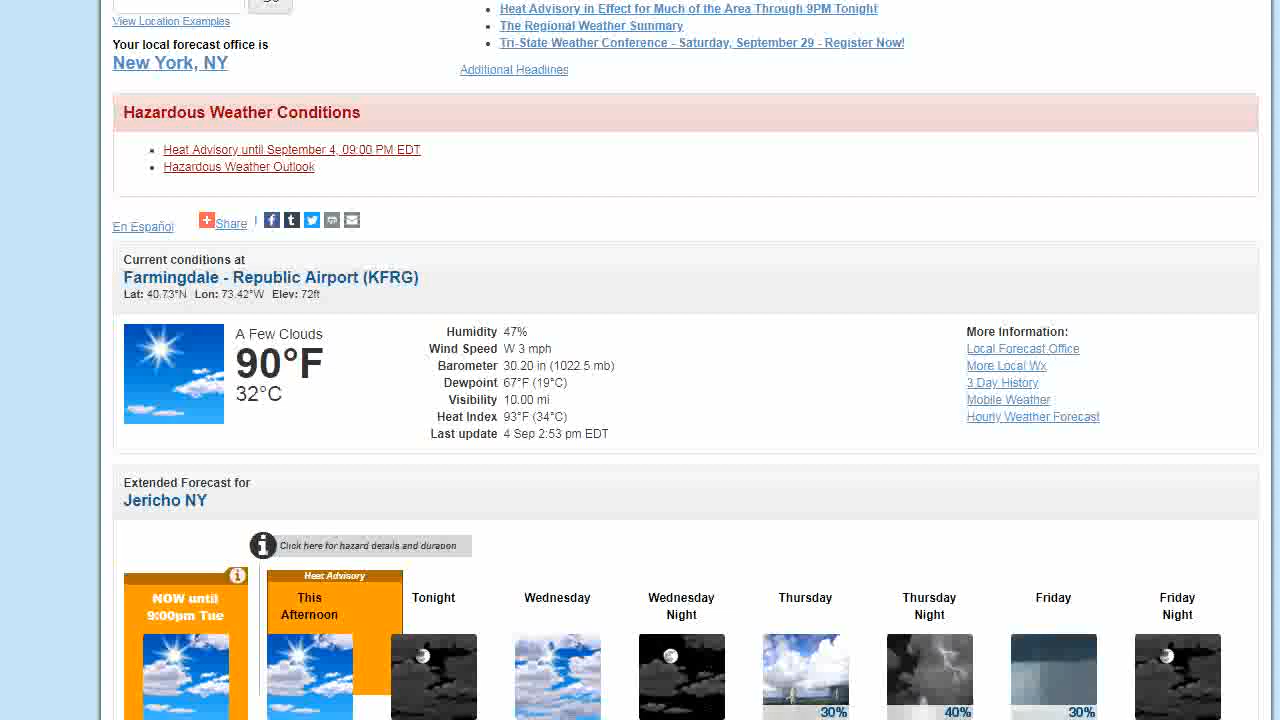 Heat Advisory in Effect for Much of the Area Through 9PM Tonight
View Location Examples
The Regional Weather Summary
Your local forecast office is
Tri-State Weather Conference - Saturday, September 29 - Register Now!
New York, NY
Additional Headlines
Hazardous Weather Conditions
Heat Advisory until September 4, 09:00 PM EDT
Hazardous Weather Outlook
En Español
Share
Current conditions at
Farmingdale - Republic Airport (KFRG)
Lat: 40.73°N Lon: 73.42°W Elev: 72ft
A Few Clouds
90°F
32°C
Humidity 47%
Wind Speed W 3 mph
Barometer 30.20 in (1022.5 mb)
Dewpoint 67°F (19°C)
Visibility 10.00 mi
Heat Index 93°F (34°C)
Last update 4 Sep 2:53 pm EDT
More Information:
Local Forecast Office
More Local Wx
3 Day History
Mobile Weather
Hourly Weather Forecast
Extended Forecast for
Jericho NY
Click here for hazard details and duration
Heat Advisory
NOW until
9:00pm Tue
This
Afternoon
Tonight
Wednesday
Wednesday
Night
Thursday
Thursday
Night
Friday
Friday
Night
30%
40%
30%